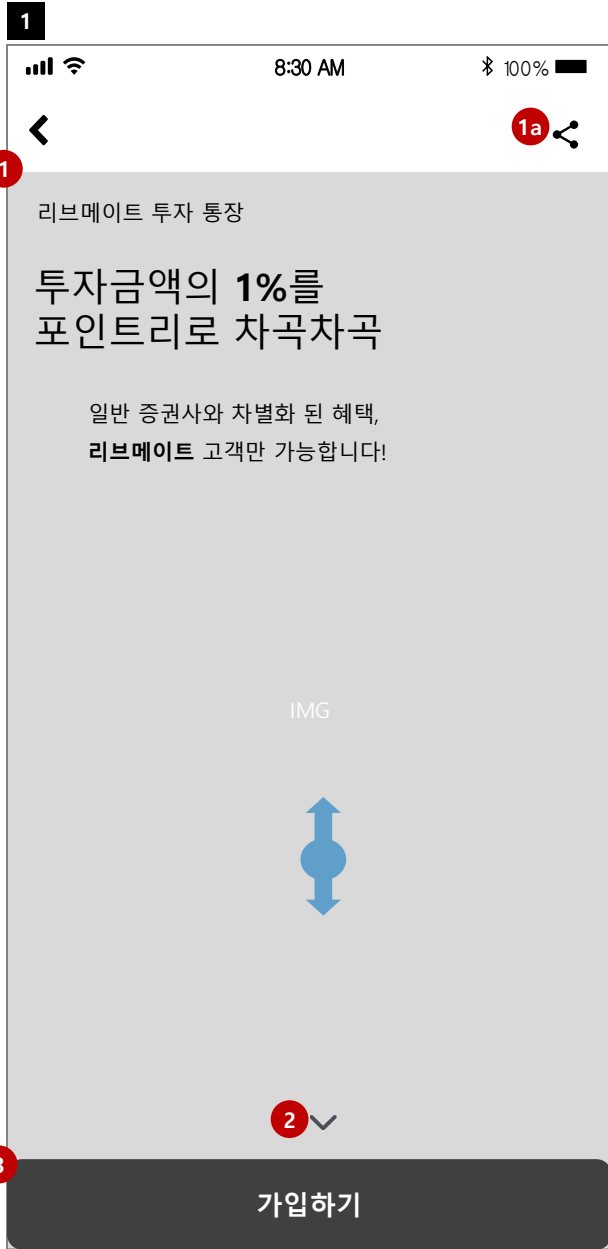 1
8:30 AM
100%
1a
1
리브메이트 투자 통장
투자금액의 1%를
포인트리로 차곡차곡
일반 증권사와 차별화 된 혜택,
리브메이트 고객만 가능합니다!
IMG
2
3
가입하기